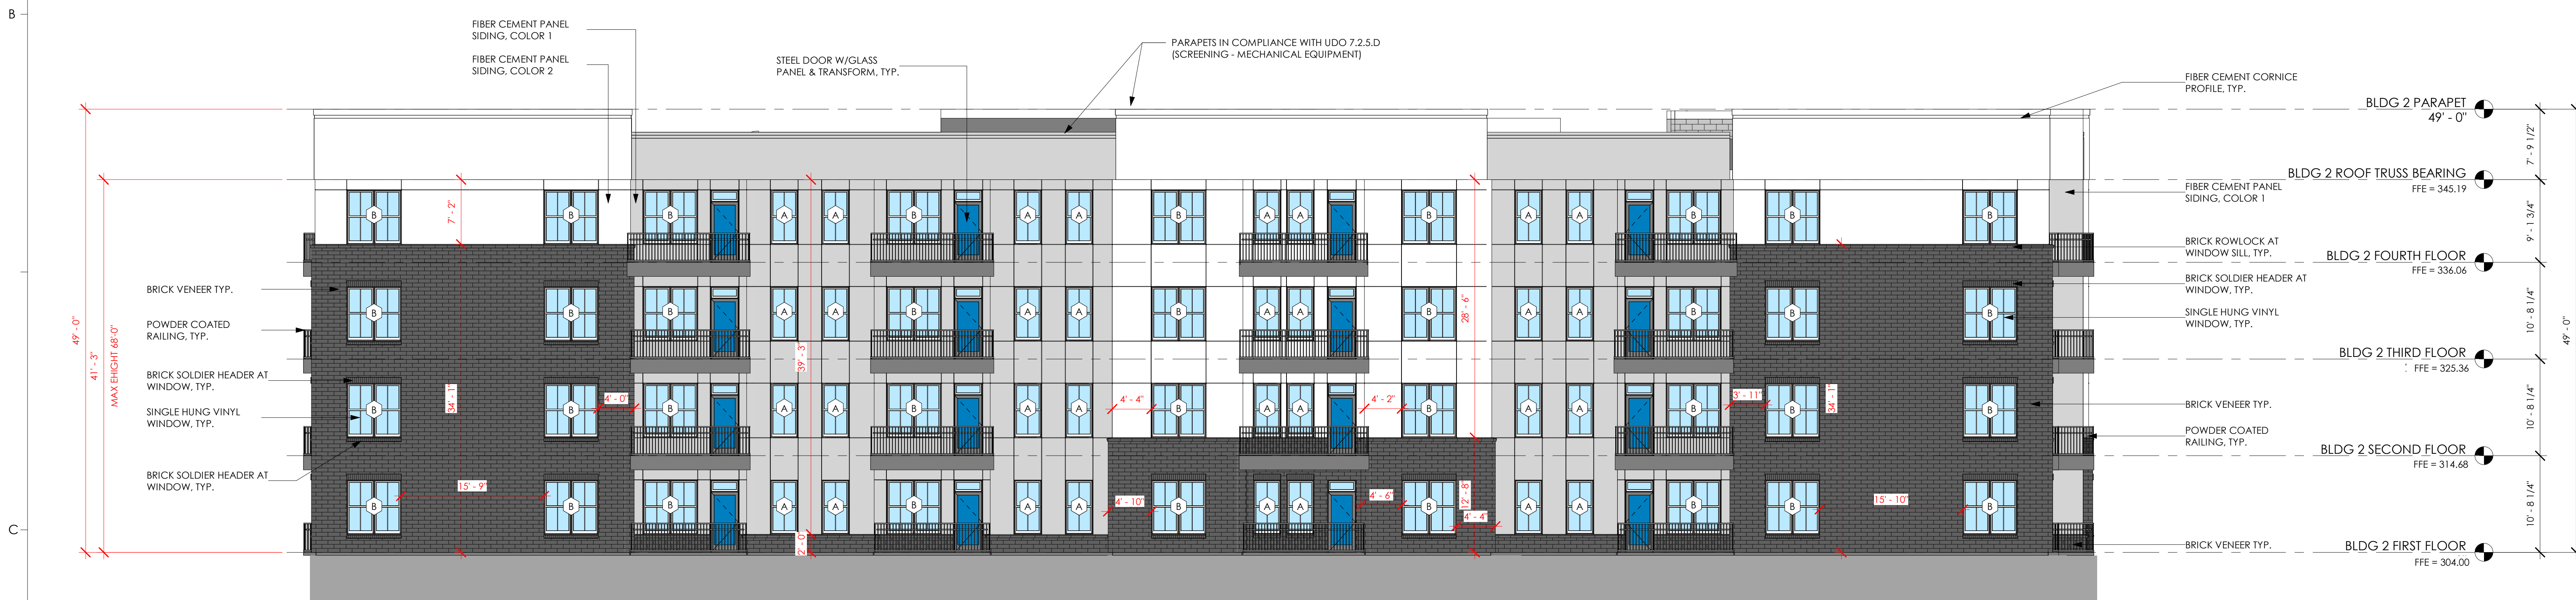 B
FIBER CEMENT PANEL
SIDING, COLOR 1
FIBER CEMENT PANEL
SIDING, COLOR 2
STEEL DOOR W/GLASS
PANEL & TRANSFORM, TYP.
PARAPETS IN COMPLIANCE WITH UDO 7.2.5.D
(SCREENING - MECHANICAL EQUIPMENT)
FIBER CEMENT CORNICE
PROFILE, TYP.
BLDG 2 PARAPET
49' - 0"
7' - 9 1/2"
BLDG 2 ROOF TRUSS BEARING
FFE = 345.19
FIBER CEMENT PANEL
SIDING, COLOR 1
9' - 1 3/4"
7' - 2"
B B B A A B A A B A A B A A B B B
BRICK ROWLOCK AT
WINDOW SILL, TYP.
BLDG 2 FOURTH FLOOR
FFE = 336.06
BRICK SOLDIER HEADER AT
WINDOW, TYP.
BRICK VENEER TYP.
POWDER COATED
RAILING, TYP.
49' - 0"
41' - 3"
MAX EHIGHT 68'-0"
B B B A A B A A B A A B A A B B B
28' - 6"
39' - 3"
SINGLE HUNG VINYL
WINDOW, TYP.
10' - 8 1/4"
49' - 0"
BLDG 2 THIRD FLOOR
FFE = 325.36
BRICK SOLDIER HEADER AT
WINDOW, TYP.
SINGLE HUNG VINYL
WINDOW, TYP.
34' - 1"
4' - 0"
4' - 4"
4' - 2"
3' - 11"
34' - 1"
B B B A A B A A B A A B A A B B B
BRICK VENEER TYP.
10' - 8 1/4"
POWDER COATED
RAILING, TYP.
BLDG 2 SECOND FLOOR
FFE = 314.68
BRICK SOLDIER HEADER AT
WINDOW, TYP.
15' - 9"
4' - 10"
4' - 6"
12' - 8"
4' - 4"
15' - 10"
B B B A A B A A B A A B A A B B B
10' - 8 1/4"
C
2' - 0"
BRICK VENEER TYP.
BLDG 2 FIRST FLOOR
FFE = 304.00